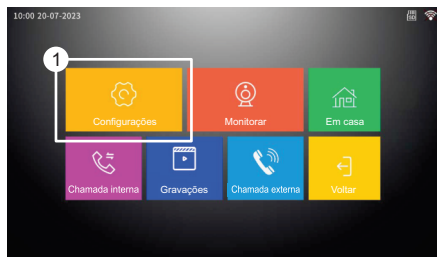 10:00 20-07-2023
1
Configurações
Monitorar
Em casa
Chamada interna
Gravações
Chamada externa
Voltar